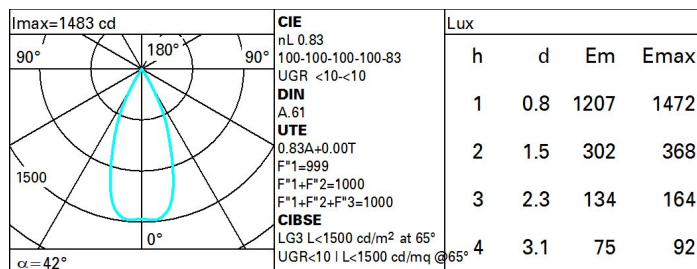 Imax=1483 cd
90°
180°
90°
1500
0°
α=42°
CIE
nL 0.83
100-100-100-100-83
UGR <10-<10
DIN
A.61
UTE
0.83A+0.00T
F"1=999
F"1+F"2=1000
F"1+F"2+F"3=1000
CIBSE
LG3 L<1500 cd/m² at 65°
UGR<10 | L<1500 cd/mq @65°
Lux
h d Em Emax
1 0.8 1207 1472
2 1.5 302 368
3 2.3 134 164
4 3.1 75 92